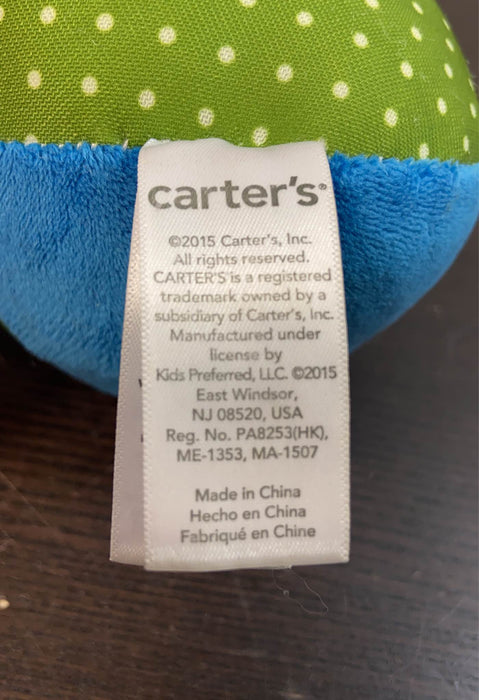 carter's®
©2015 Carter's, Inc.
All rights reserved.
CARTER'S is a registered
trademark owned by a
subsidiary of Carter's, Inc.
Manufactured under
license by
Kids Preferred, LLC. ©2015
East Windsor,
NJ 08520, USA
Reg. No. PA8253(HK),
ME-1353, MA-1507
Made in China
Hecho en China
Fabriqué en Chine